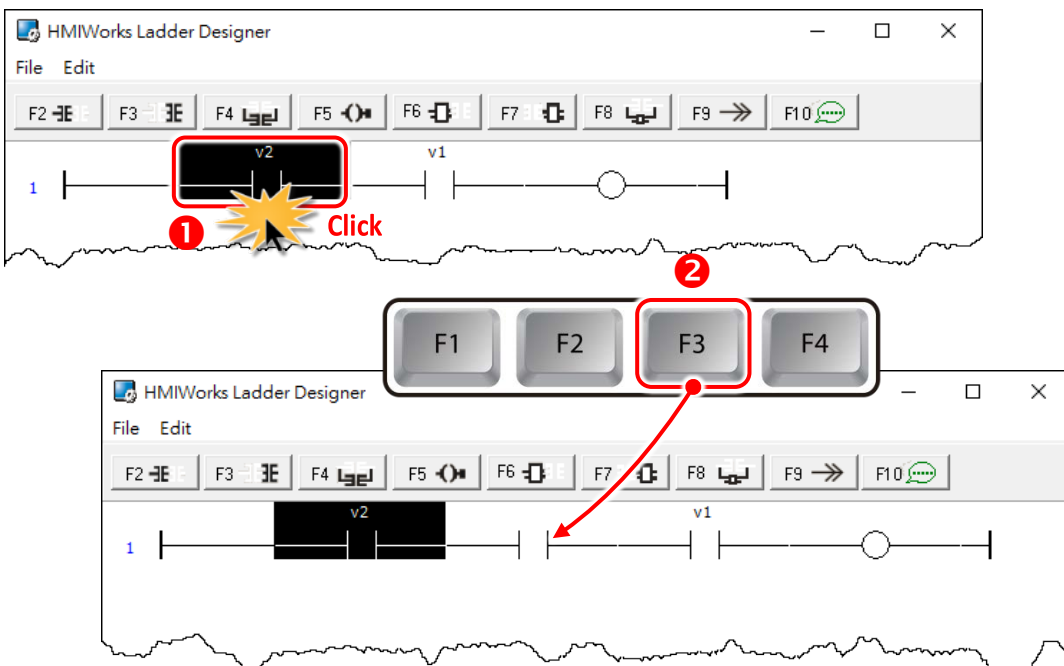 HMIWorks Ladder Designer
File Edit
F2 F3 F4 F5 F6 F7 F8 F9 F10
v2 v1
1
1 Click
2
F1 F2 F3 F4
HMIWorks Ladder Designer
File Edit
F2 F3 F4 F5 F6 F7 F8 F9 F10
v2 v1
1